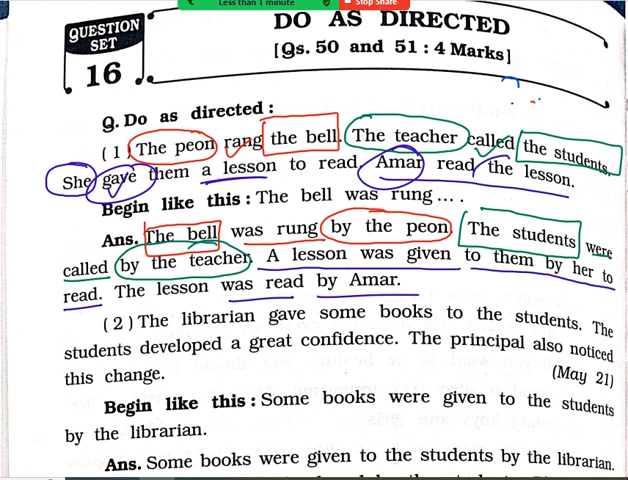 Less than 1 minute
Stop Share
QUESTION
SET
16
DO AS DIRECTED
[Qs. 50 and 51 : 4 Marks]
Q. Do as directed :
( 1 ) The peon rang the bell. The teacher called the students.
She gave them a lesson to read. Amar read the lesson.
Begin like this : The bell was rung ... .
Ans. The bell was rung by the peon. The students were
called by the teacher. A lesson was given to them by her to
read. The lesson was read by Amar.
( 2 ) The librarian gave some books to the students. The
students developed a great confidence. The principal also noticed
this change.
(May 21)
Begin like this : Some books were given to the students
by the librarian.
Ans. Some books were given to the students by the librarian.